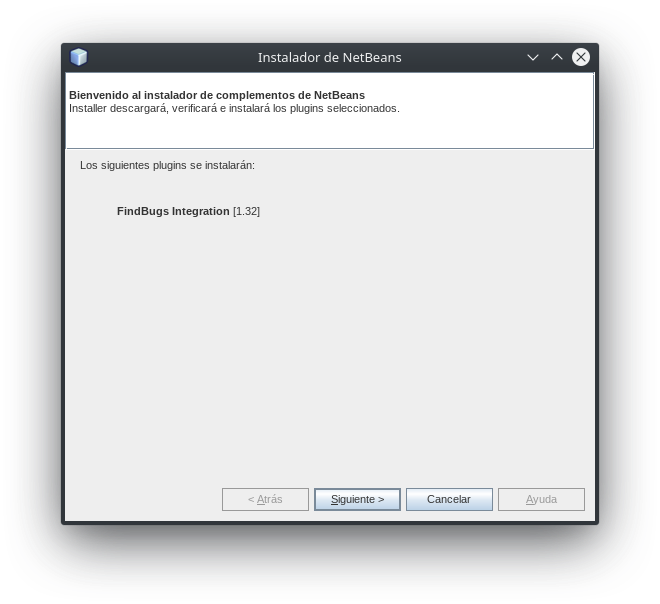 Instalador de NetBeans
Bienvenido al instalador de complementos de NetBeans
Installer descargará, verificará e instalará los plugins seleccionados.
Los siguientes plugins se instalarán:
FindBugs Integration [1.32]
< Atrás Siguiente > Cancelar Ayuda